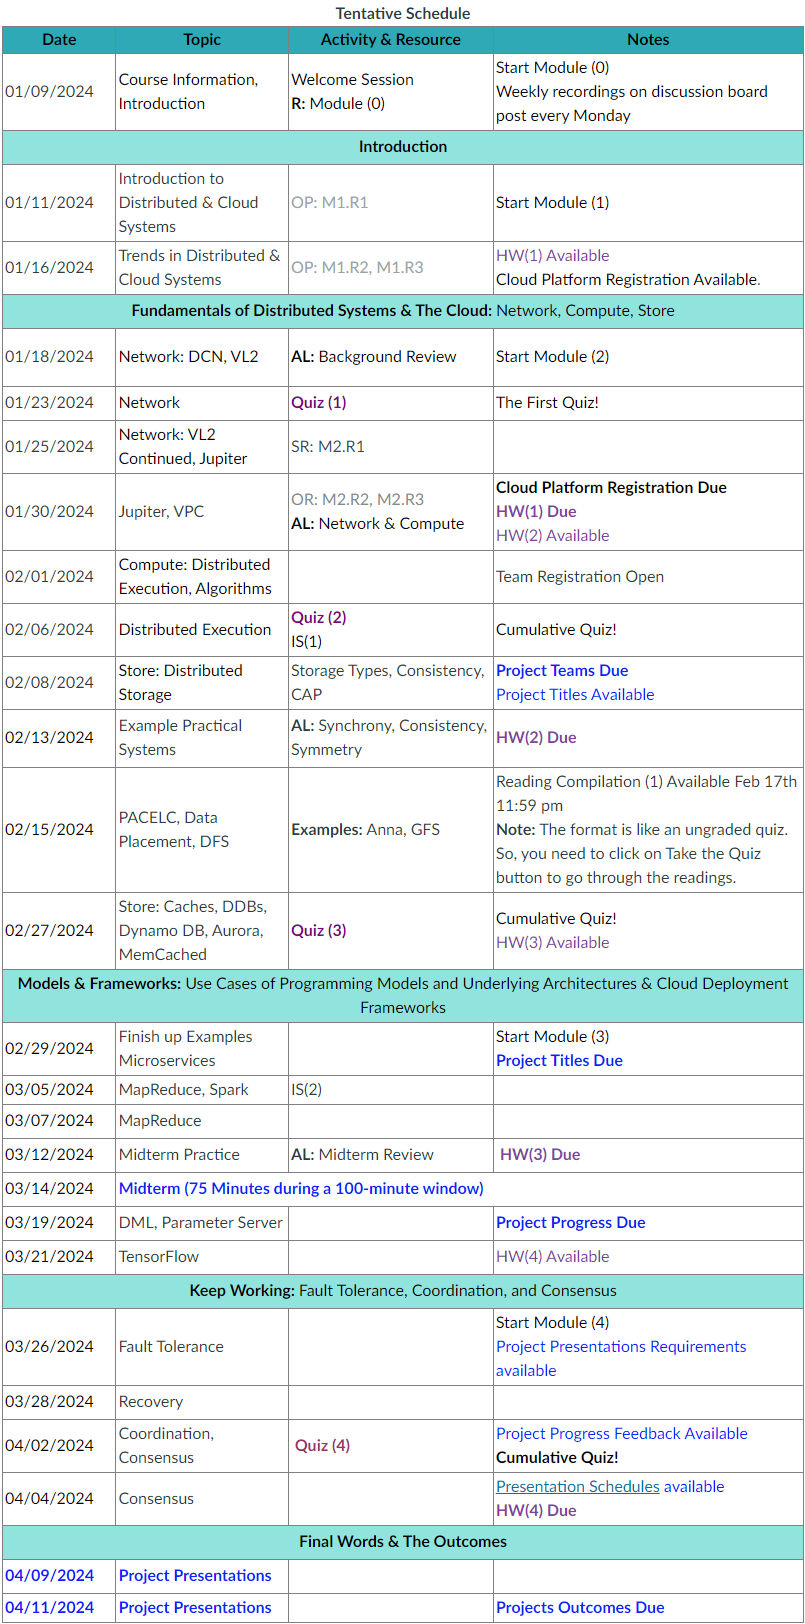 Tentative Schedule
Date Topic Activity & Resource Notes
01/09/2024
Course Information,
Introduction
Welcome Session
R: Module (0)
Start Module (0)
Weekly recordings on discussion board
post every Monday
Introduction
01/11/2024
Introduction to
Distributed & Cloud
Systems
OP: M1.R1
Start Module (1)
01/16/2024
Trends in Distributed &
Cloud Systems
OP: M1.R2, M1.R3
HW(1) Available
Cloud Platform Registration Available.
Fundamentals of Distributed Systems & The Cloud: Network, Compute, Store
01/18/2024
Network: DCN, VL2
AL: Background Review
Start Module (2)
01/23/2024
Network
Quiz (1)
The First Quiz!
01/25/2024
Network: VL2
Continued, Jupiter
SR: M2.R1
01/30/2024
Jupiter, VPC
OR: M2.R2, M2.R3
AL: Network & Compute
Cloud Platform Registration Due
HW(1) Due
HW(2) Available
02/01/2024
Compute: Distributed
Execution, Algorithms
Team Registration Open
02/06/2024
Distributed Execution
Quiz (2)
IS(1)
Cumulative Quiz!
02/08/2024
Store: Distributed
Storage
Storage Types, Consistency,
CAP
Project Teams Due
Project Titles Available
02/13/2024
Example Practical
Systems
AL: Synchrony, Consistency,
Symmetry
HW(2) Due
02/15/2024
PACELC, Data
Placement, DFS
Examples: Anna, GFS
Reading Compilation (1) Available Feb 17th
11:59 pm
Note: The format is like an ungraded quiz.
So, you need to click on Take the Quiz
button to go through the readings.
02/27/2024
Store: Caches, DDBs,
Dynamo DB, Aurora,
MemCached
Quiz (3)
Cumulative Quiz!
HW(3) Available
Models & Frameworks: Use Cases of Programming Models and Underlying Architectures & Cloud Deployment
Frameworks
02/29/2024
Finish up Examples
Microservices
Start Module (3)
Project Titles Due
03/05/2024
MapReduce, Spark
IS(2)
03/07/2024
MapReduce
03/12/2024
Midterm Practice
AL: Midterm Review
HW(3) Due
03/14/2024
Midterm (75 Minutes during a 100-minute window)
03/19/2024
DML, Parameter Server
Project Progress Due
03/21/2024
TensorFlow
HW(4) Available
Keep Working: Fault Tolerance, Coordination, and Consensus
03/26/2024
Fault Tolerance
Start Module (4)
Project Presentations Requirements
available
03/28/2024
Recovery
04/02/2024
Coordination,
Consensus
Quiz (4)
Project Progress Feedback Available
Cumulative Quiz!
04/04/2024
Consensus
Presentation Schedules available
HW(4) Due
Final Words & The Outcomes
04/09/2024
Project Presentations
04/11/2024
Project Presentations
Projects Outcomes Due